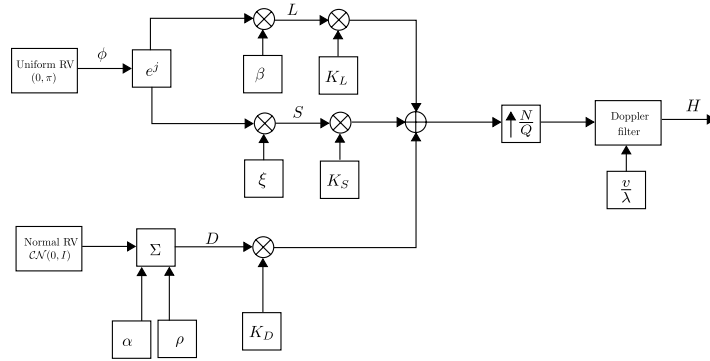 L
Uniform RV
(0, π)
ϕ
e^j
β
K_L
N/Q
Doppler
filter
H
S
ξ
K_S
v/λ
Normal RV
𝒞𝒩(0, I)
Σ
D
α
ρ
K_D